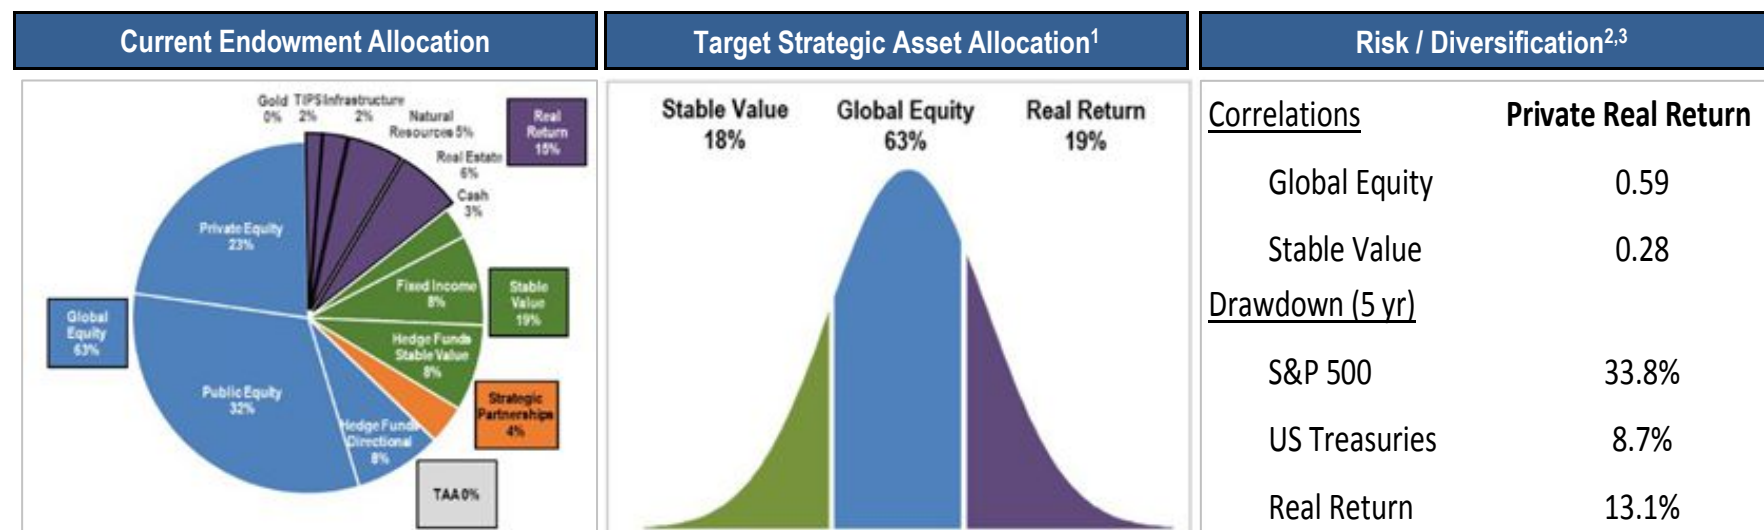 Current Endowment Allocation
Gold 0%
TIPS 2%
Infrastructure 2%
Natural
Resources 5%
Real Estate
6%
Cash
3%
Real
Return
15%
Private Equity
23%
Fixed Income
8%
Stable
Value
19%
Global
Equity
63%
Hedge Funds
Stable Value
8%
Public Equity
32%
Strategic
Partnerships
4%
Hedge Funds
Directional
8%
TAA 0%
Target Strategic Asset Allocation1
Stable Value
18%
Global Equity
63%
Real Return
19%
Risk / Diversification2,3
Correlations Private Real Return
Global Equity 0.59
Stable Value 0.28
Drawdown (5 yr)
S&P 500 33.8%
US Treasuries 8.7%
Real Return 13.1%